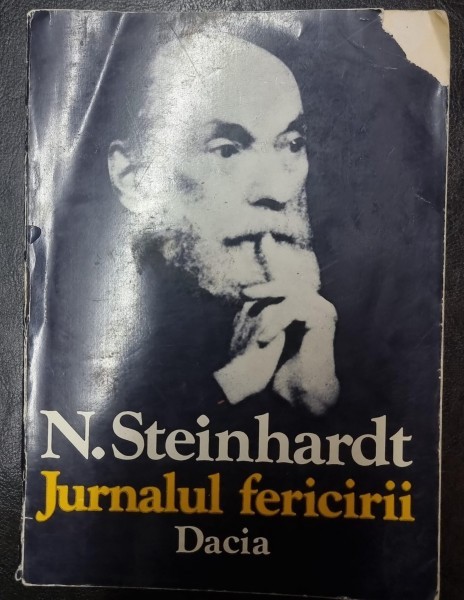 N. Steinhardt
Jurnalul fericirii
Dacia